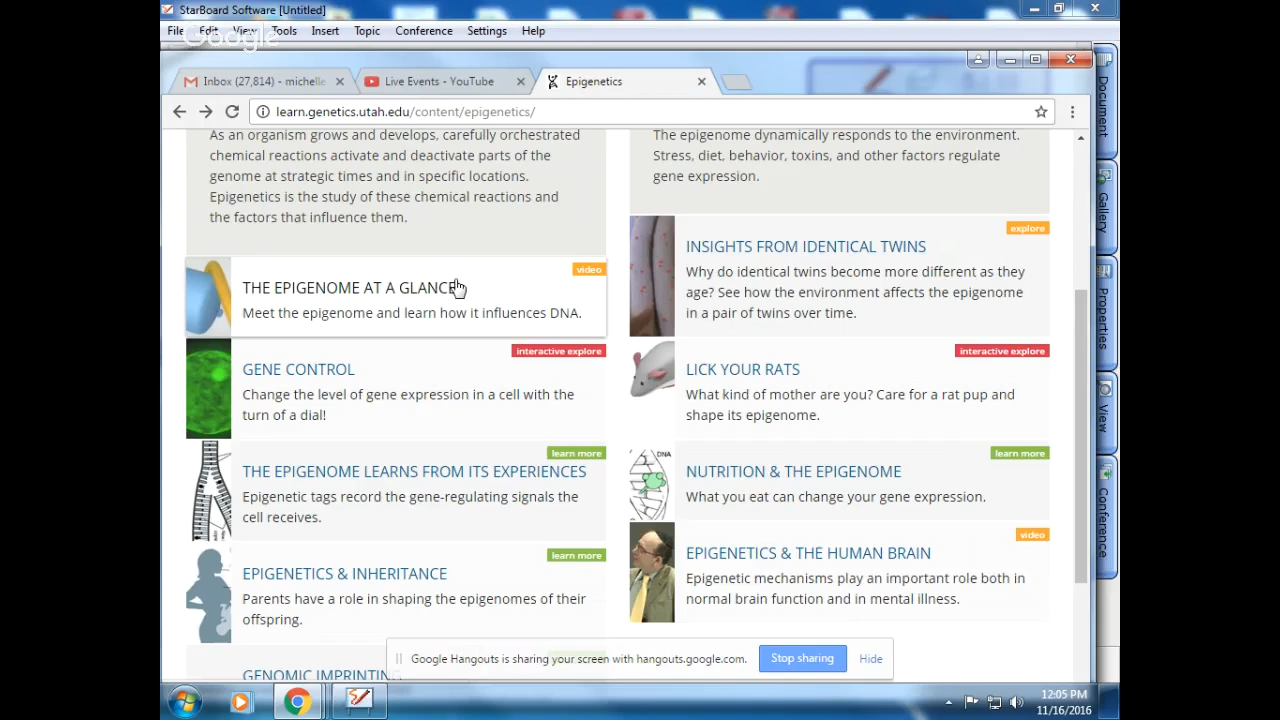 StarBoard Software [Untitled]
File Edit View Tools Insert Topic Conference Settings Help
Google
Inbox (27,814) - michelle
Live Events - YouTube
Epigenetics
learn.genetics.utah.edu/content/epigenetics/
As an organism grows and develops, carefully orchestrated
chemical reactions activate and deactivate parts of the
genome at strategic times and in specific locations.
Epigenetics is the study of these chemical reactions and
the factors that influence them.
video
THE EPIGENOME AT A GLANCE
Meet the epigenome and learn how it influences DNA.
interactive explore
GENE CONTROL
Change the level of gene expression in a cell with the
turn of a dial!
learn more
THE EPIGENOME LEARNS FROM ITS EXPERIENCES
Epigenetic tags record the gene-regulating signals the
cell receives.
learn more
EPIGENETICS & INHERITANCE
Parents have a role in shaping the epigenomes of their
offspring.
GENOMIC IMPRINTING
The epigenome dynamically responds to the environment.
Stress, diet, behavior, toxins, and other factors regulate
gene expression.
explore
INSIGHTS FROM IDENTICAL TWINS
Why do identical twins become more different as they
age? See how the environment affects the epigenome
in a pair of twins over time.
interactive explore
LICK YOUR RATS
What kind of mother are you? Care for a rat pup and
shape its epigenome.
learn more
DNA
NUTRITION & THE EPIGENOME
What you eat can change your gene expression.
video
EPIGENETICS & THE HUMAN BRAIN
Epigenetic mechanisms play an important role both in
normal brain function and in mental illness.
Google Hangouts is sharing your screen with hangouts.google.com.
Stop sharing
Hide
Document
Gallery
Properties
View
Conference
12:05 PM
11/16/2016